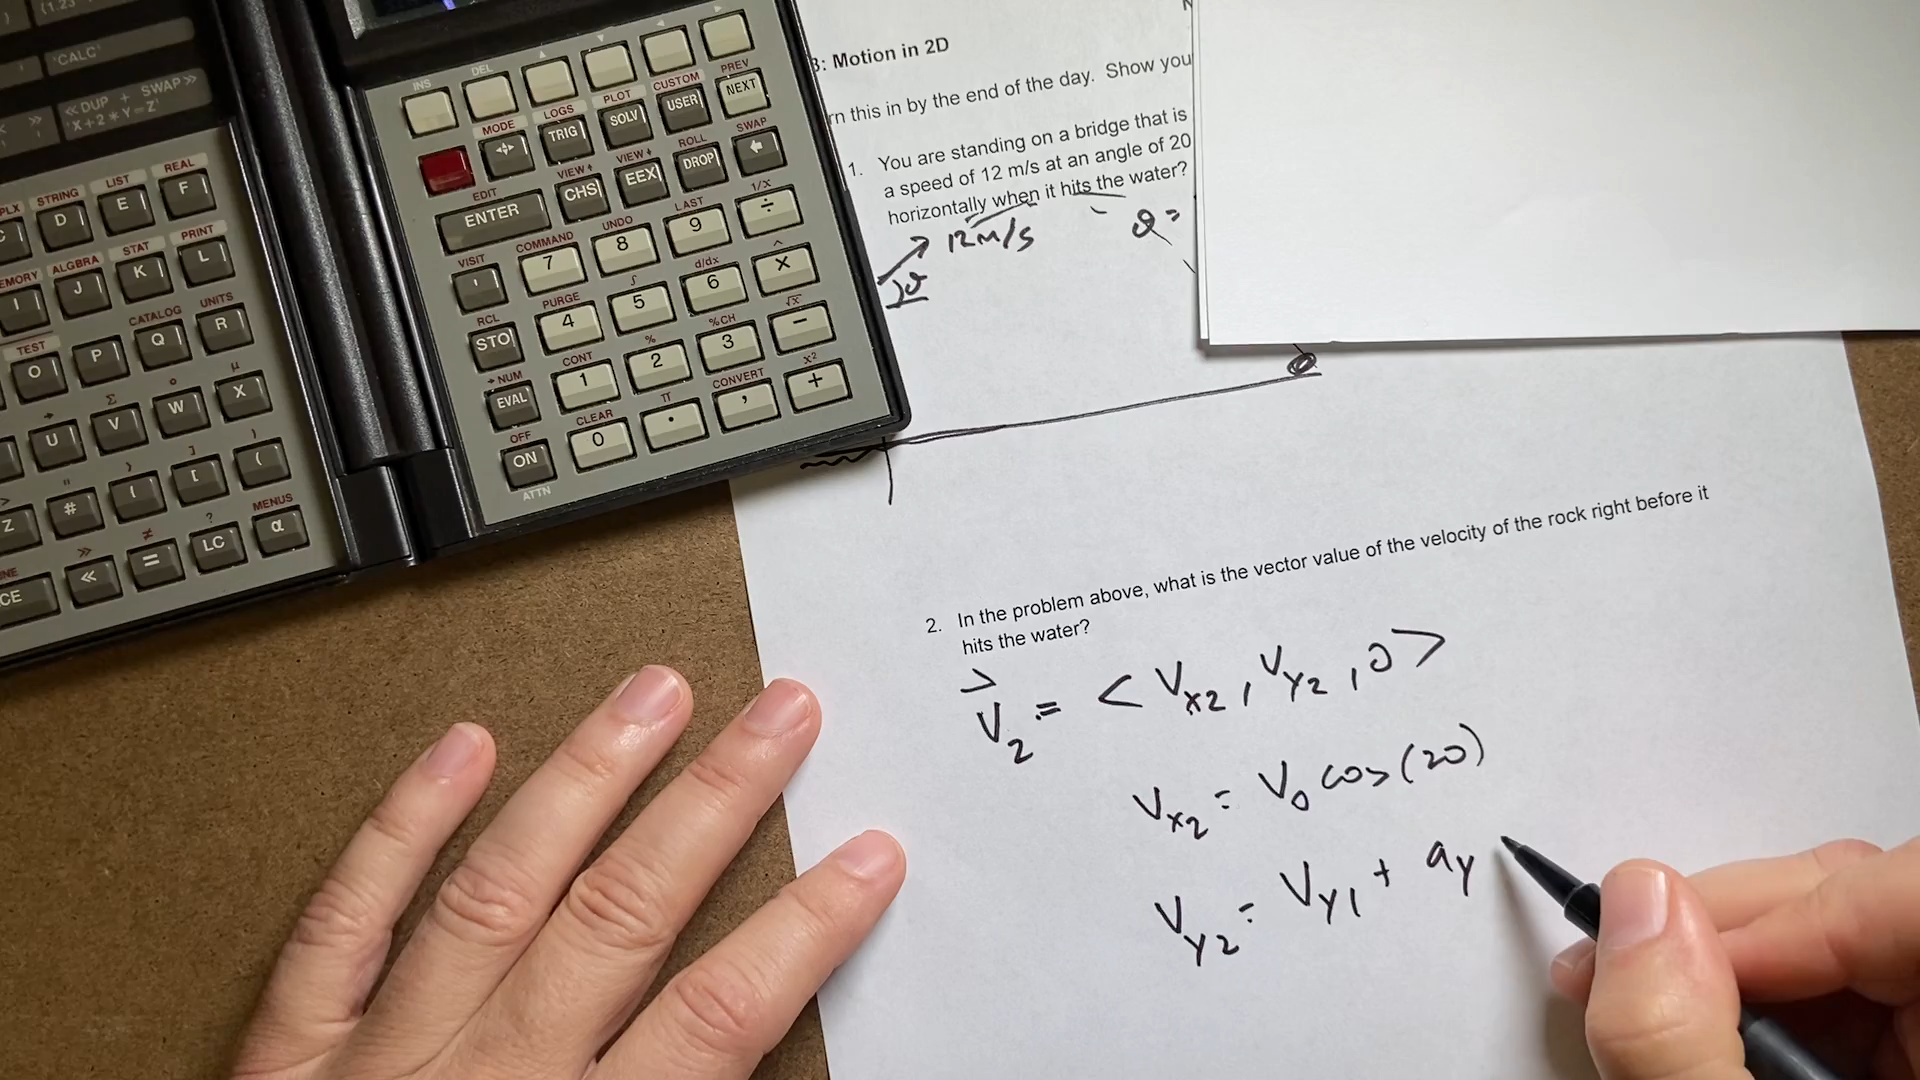 'CALC'
«DUP + SWAP»
'X+2*Y=Z'
INS DEL
MODE LOGS PLOT CUSTOM PREV
TRIG SOLV USER NEXT
EDIT VIEW↑ VIEW↓ ROLL SWAP
ENTER CHS EEX DROP ←
VISIT COMMAND UNDO LAST 1/x
' 7 8 9 ÷
RCL PURGE ∫ d/dx ^
STO 4 5 6 ×
→NUM CONT % %CH √x
EVAL 1 2 3 −
OFF CLEAR π CONVERT x²
ON 0 . , +
ATTN
STRING LIST REAL
C D E F
ALGBRA STAT PRINT
I J K L
TEST CATALOG UNITS
O P Q R
→ Σ ° μ
U V W X
Z # { [ (
» ≠ ? MENUS
« = LC α
B: Motion in 2D
rn this in by the end of the day. Show you
1. You are standing on a bridge that is
a speed of 12 m/s at an angle of 20
horizontally when it hits the water?
12 m/s
θ =
2. In the problem above, what is the vector value of the velocity of the rock right before it
hits the water?
V⃗2 = < Vx2, Vy2, 0 >
Vx2 = V0 cos(20)
Vy2 = Vy1 + ay